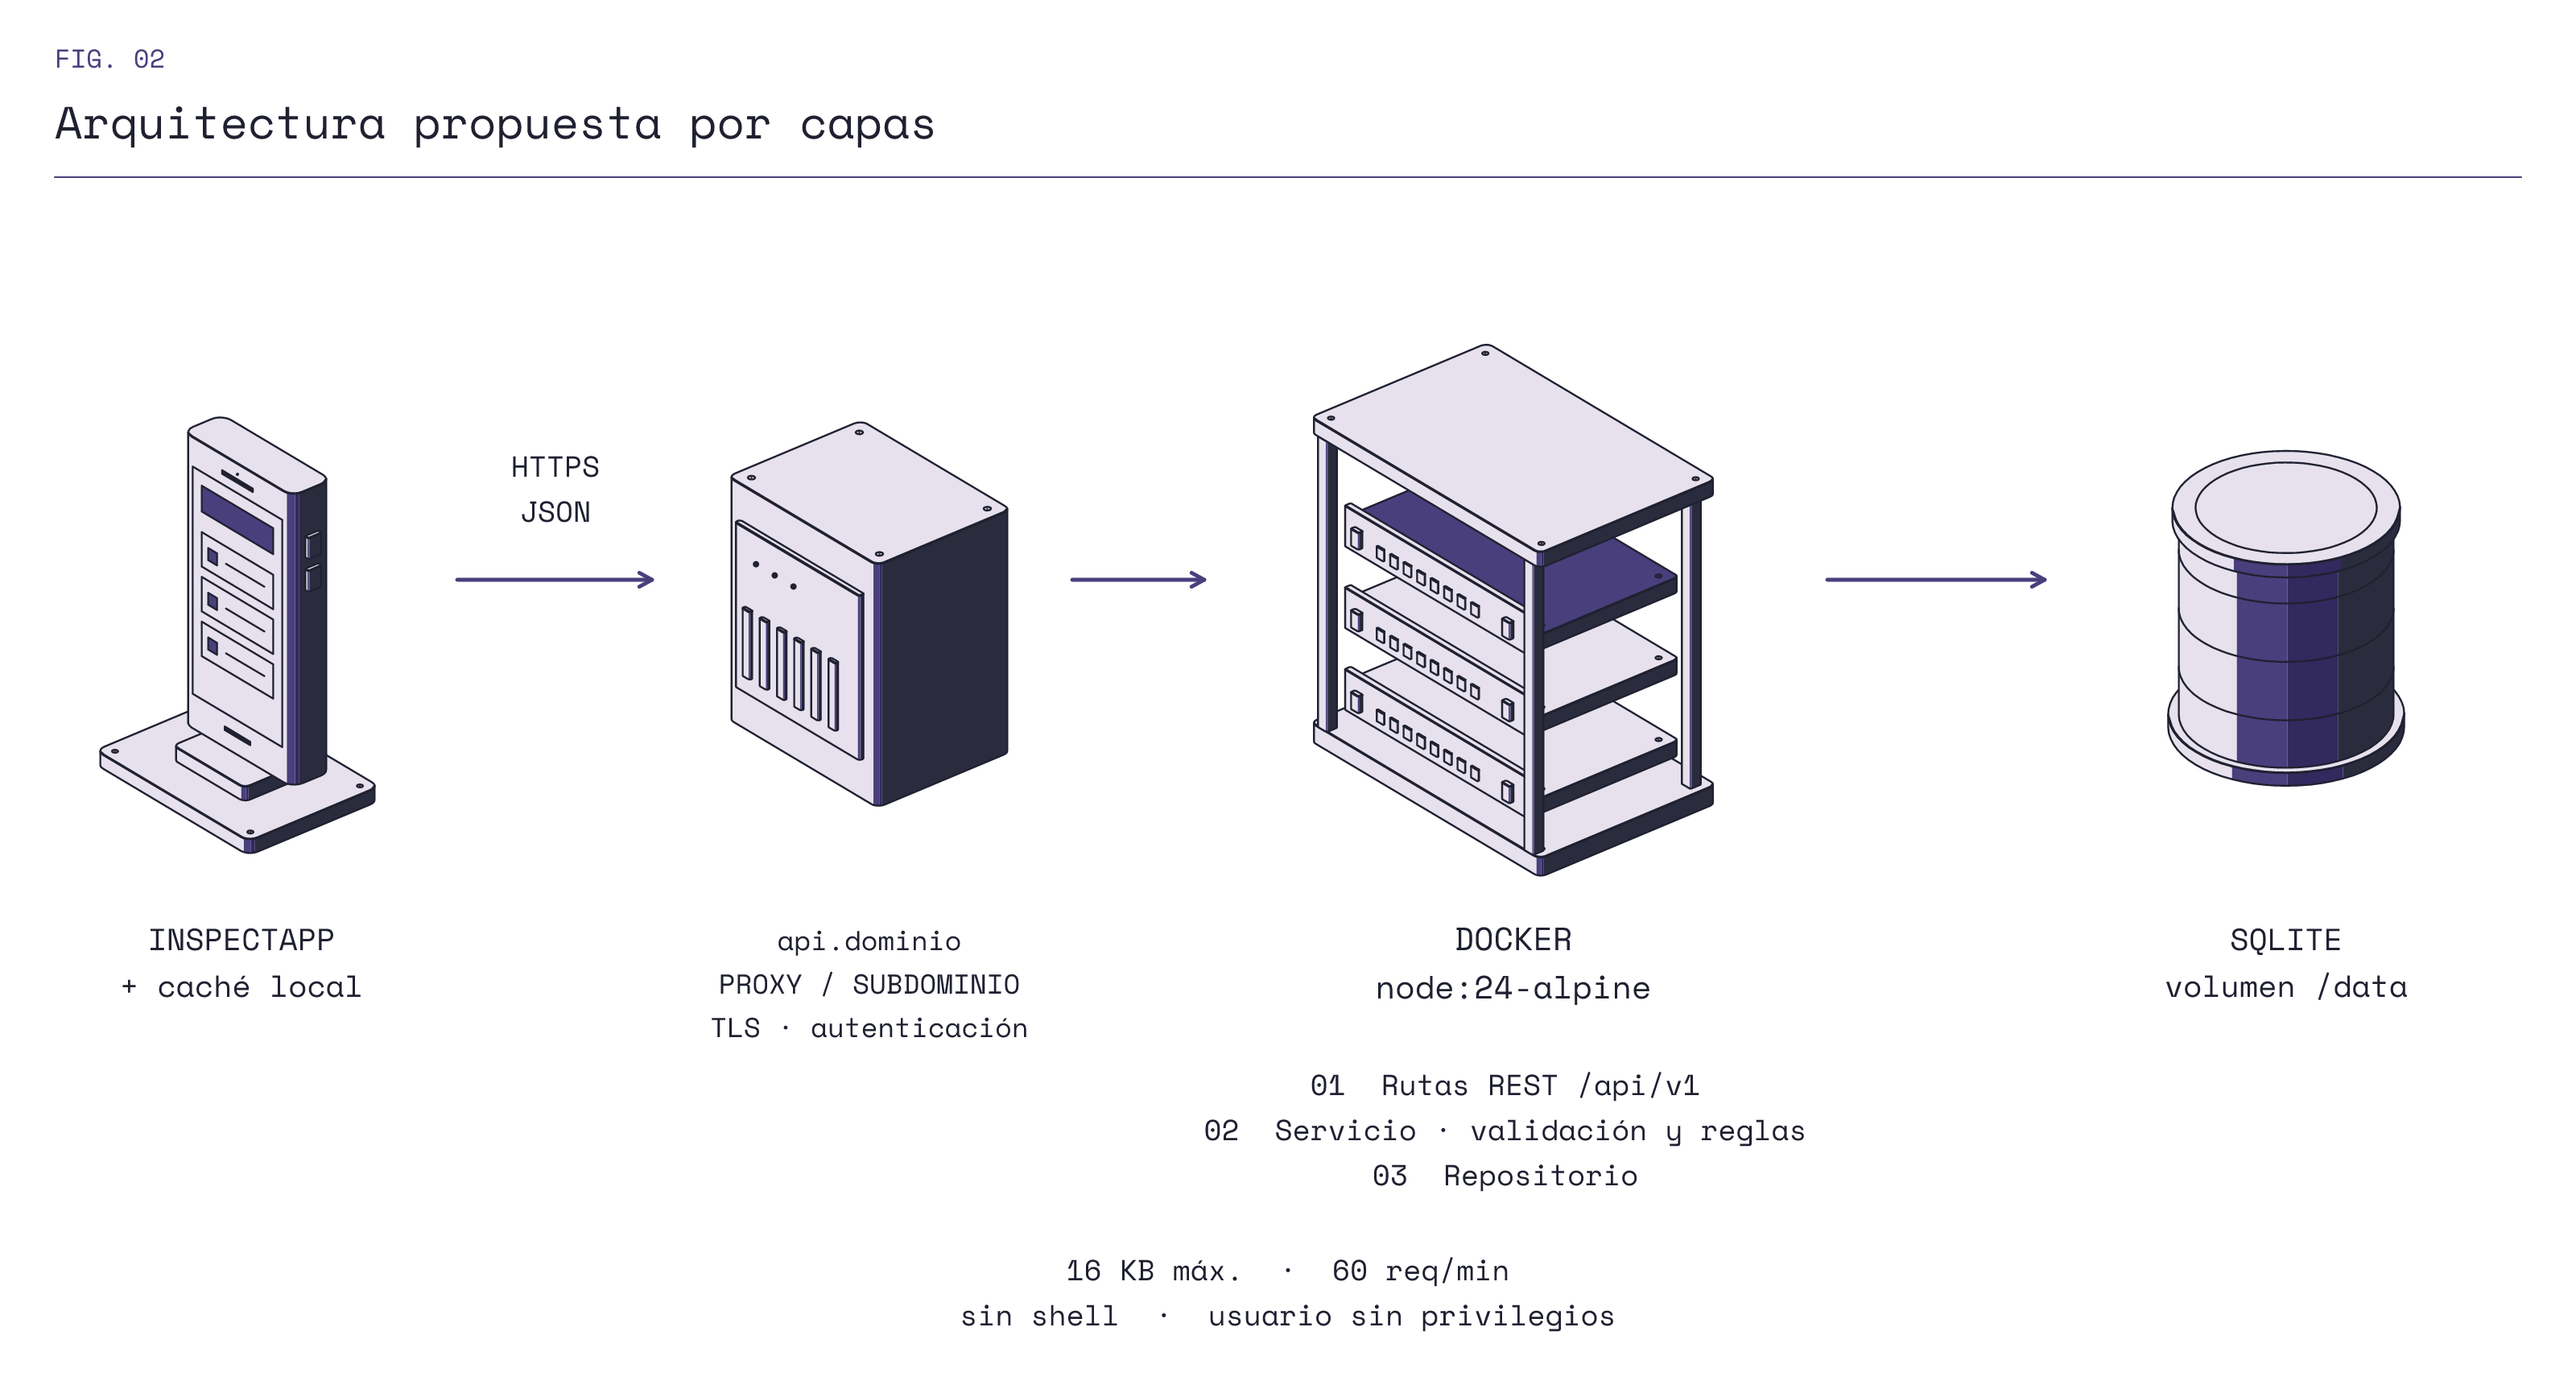 FIG. 02
Arquitectura propuesta por capas
HTTPS
JSON
INSPECTAPP
+ caché local
api.dominio
PROXY / SUBDOMINIO
TLS · autenticación
DOCKER
node:24-alpine
SQLITE
volumen /data
01 Rutas REST /api/v1
02 Servicio · validación y reglas
03 Repositorio
16 KB máx. · 60 req/min
sin shell · usuario sin privilegios